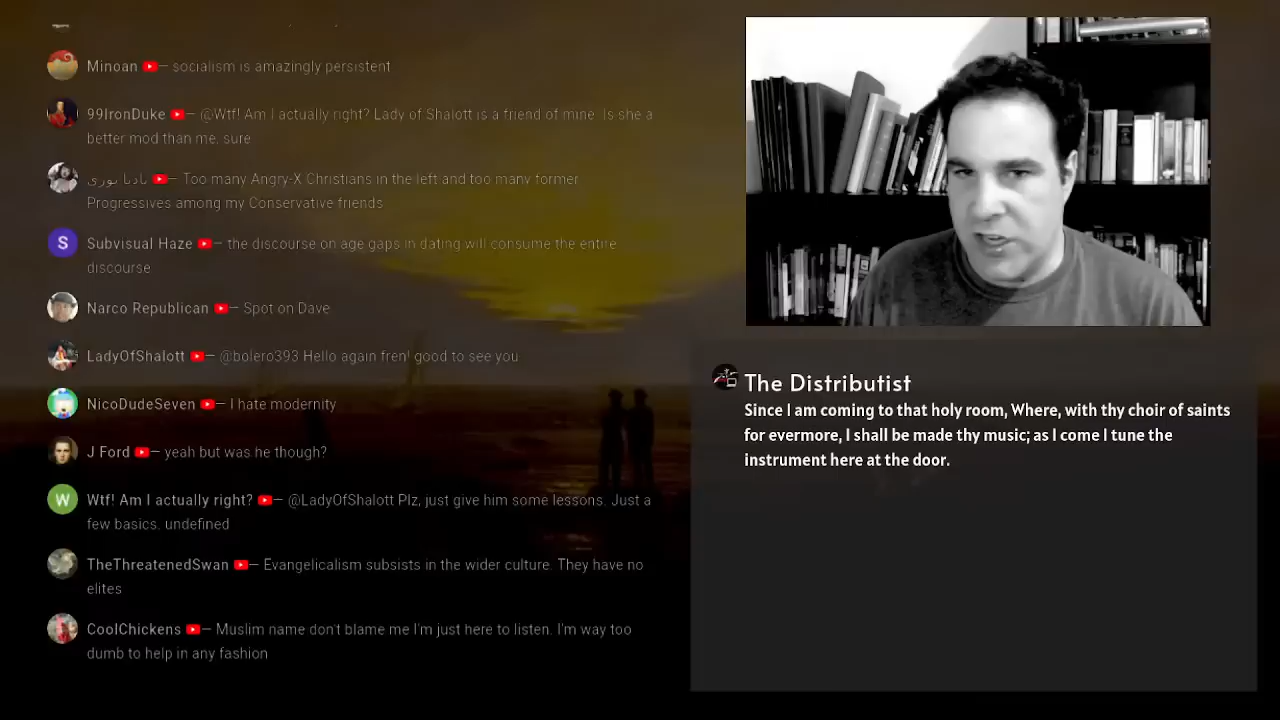 Minoan — socialism is amazingly persistent
99IronDuke — @Wtf! Am I actually right? Lady of Shalott is a friend of mine. Is she a
better mod than me. sure
نادیا نوری — Too many Angry-X Christians in the left and too many former
Progressives among my Conservative friends
S
Subvisual Haze — the discourse on age gaps in dating will consume the entire
discourse
Narco Republican — Spot on Dave
LadyOfShalott — @bolero393 Hello again fren! good to see you
NicoDudeSeven — I hate modernity
J Ford — yeah but was he though?
W
Wtf! Am I actually right? — @LadyOfShalott Plz, just give him some lessons. Just a
few basics. undefined
TheThreatenedSwan — Evangelicalism subsists in the wider culture. They have no
elites
CoolChickens — Muslim name don't blame me I'm just here to listen. I'm way too
dumb to help in any fashion
The Distributist
Since I am coming to that holy room, Where, with thy choir of saints
for evermore, I shall be made thy music; as I come I tune the
instrument here at the door.